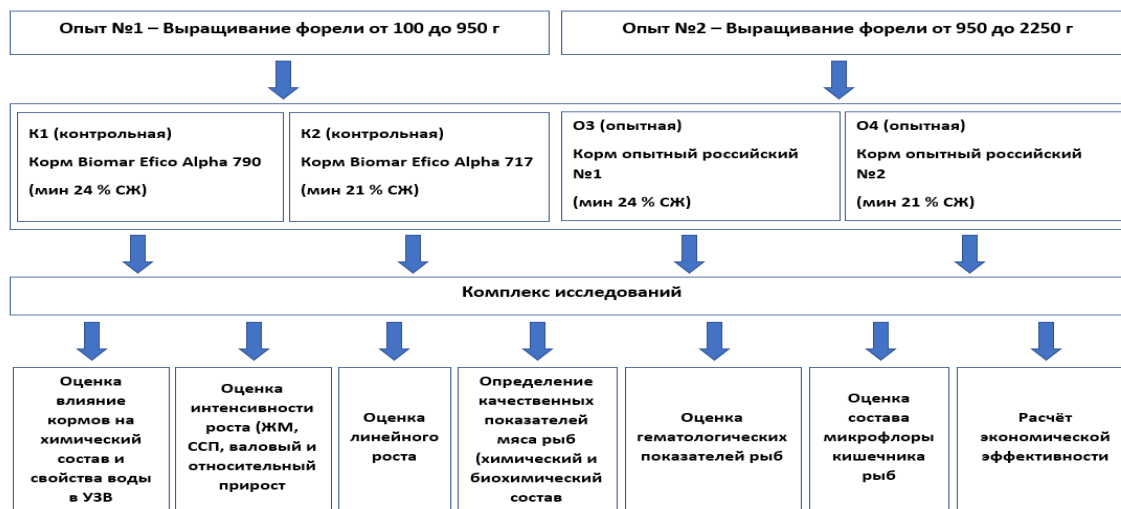 Опыт №1 – Выращивание форели от 100 до 950 г
Опыт №2 – Выращивание форели от 950 до 2250 г
К1 (контрольная)
Корм Biomar Efico Alpha 790
(мин 24 % СЖ)
К2 (контрольная)
Корм Biomar Efico Alpha 717
(мин 21 % СЖ)
О3 (опытная)
Корм опытный российский
№1
(мин 24 % СЖ)
О4 (опытная)
Корм опытный российский
№2
(мин 21 % СЖ)
Комплекс исследований
Оценка
влияние
кормов на
химический
состав и
свойства воды
в УЗВ
Оценка
интенсивности
роста (ЖМ,
ССП, валовый и
относительный
прирост
Оценка
линейного
роста
Определение
качественных
показателей
мяса рыб
(химический и
биохимический
состав
Оценка
гематологических
показателей рыб
Оценка
состава
микрофлоры
кишечника
рыб
Расчёт
экономической
эффективности